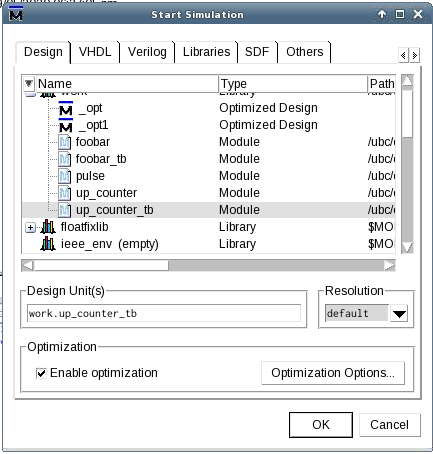 Start Simulation
Design VHDL Verilog Libraries SDF Others
Name Type Path
work Library
_opt Optimized Design
_opt1 Optimized Design
foobar Module /ubc/
foobar_tb Module /ubc/
pulse Module /ubc/
up_counter Module /ubc/
up_counter_tb Module /ubc/
floatfixlib Library $MO
ieee_env (empty) Library $MO
Design Unit(s) Resolution
work.up_counter_tb default
Optimization
Enable optimization Optimization Options...
OK Cancel